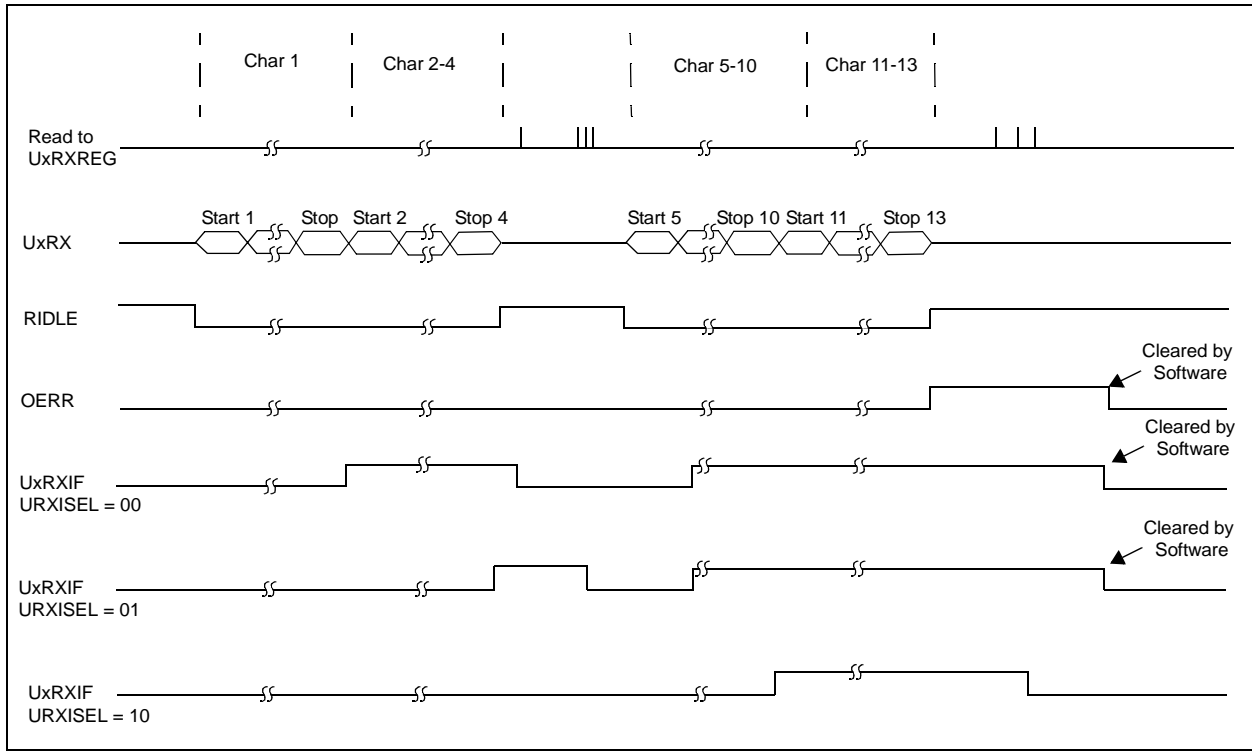 Char 1
Char 2-4
Char 5-10
Char 11-13
Read to
UxRXREG
Start 1
Stop
Start 2
Stop 4
Start 5
Stop 10
Start 11
Stop 13
UxRX
RIDLE
Cleared by
Software
OERR
Cleared by
Software
UxRXIF
URXISEL = 00
Cleared by
Software
UxRXIF
URXISEL = 01
UxRXIF
URXISEL = 10